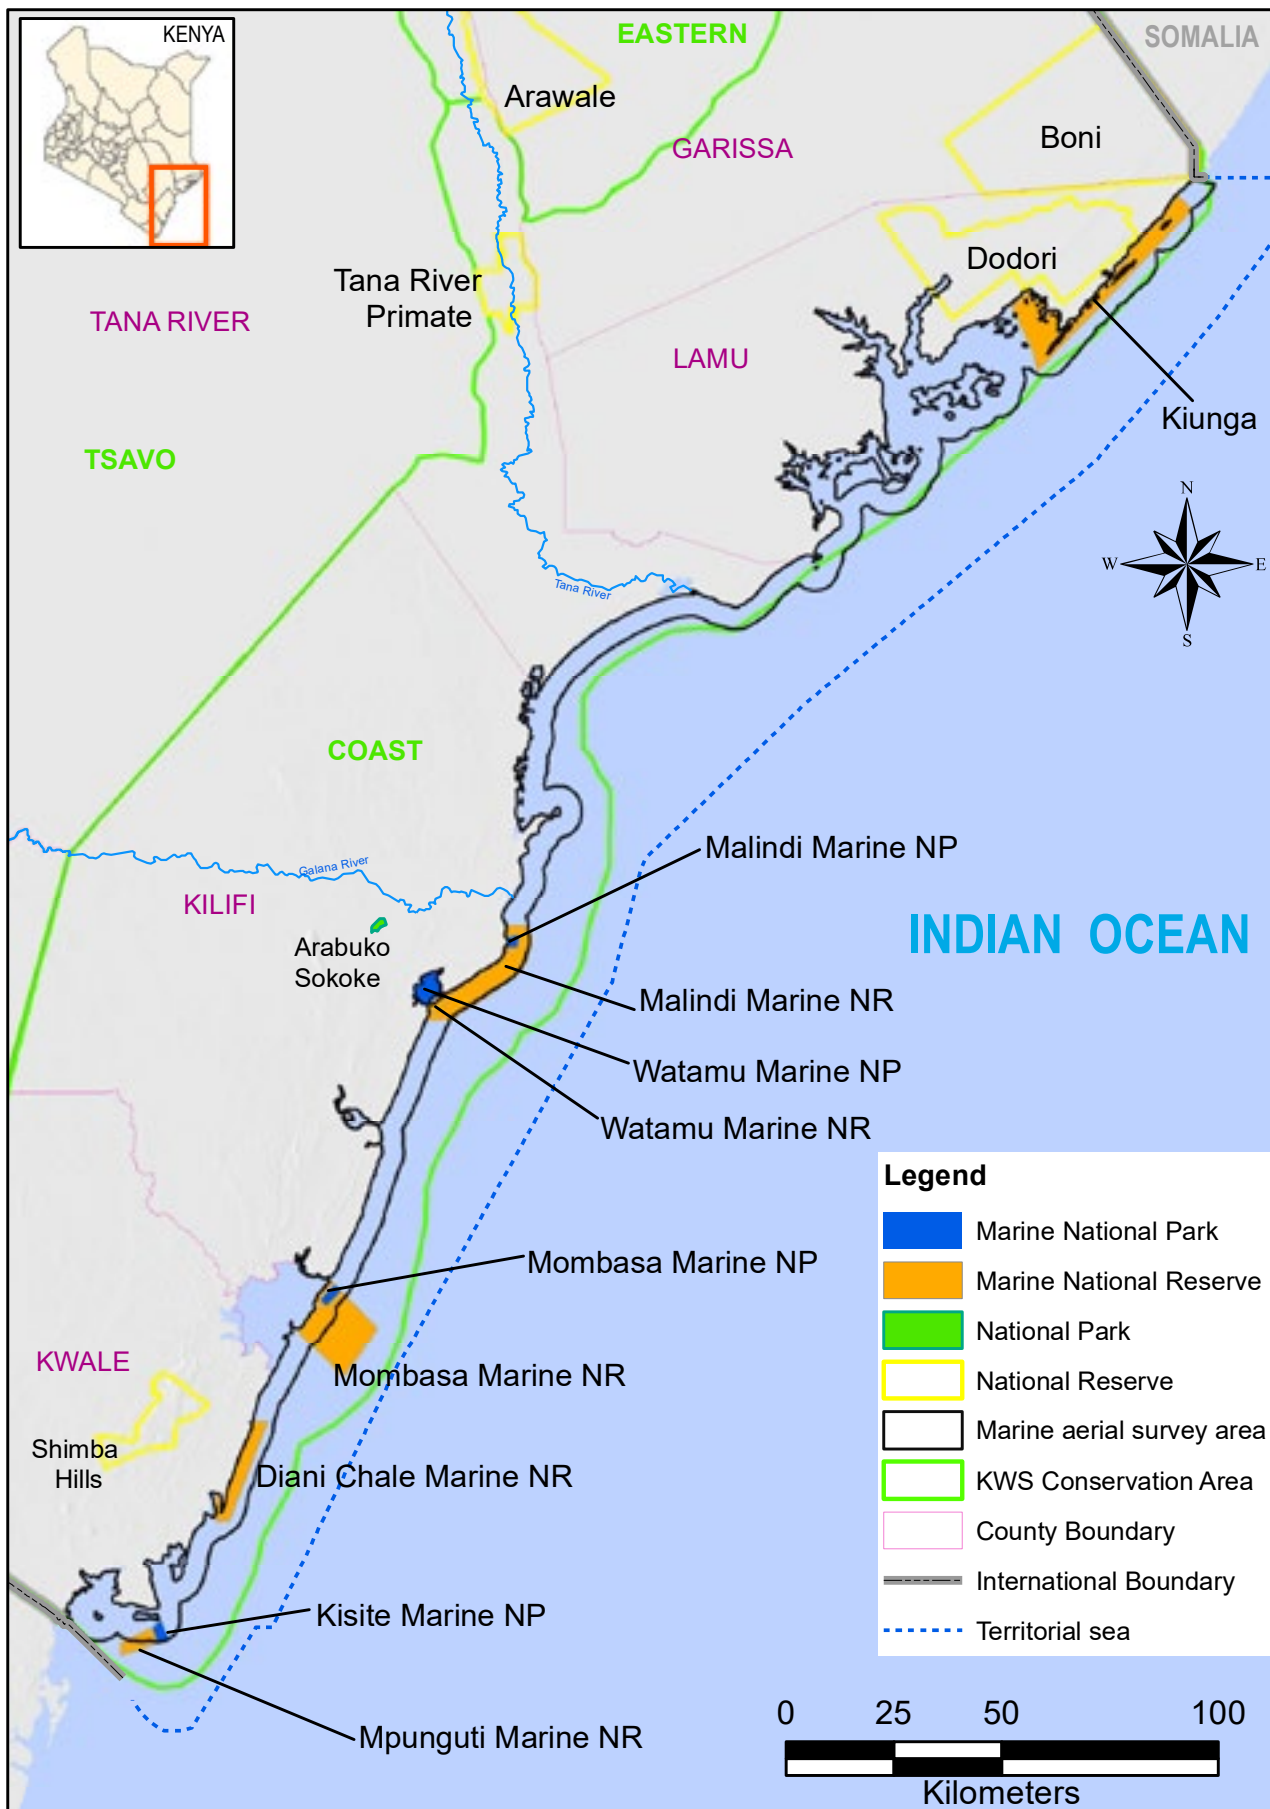 KENYA
EASTERN
SOMALIA
Arawale
Boni
GARISSA
Dodori
Tana River
Primate
TANA RIVER
LAMU
Kiunga
TSAVO
N
W
E
S
Tana River
COAST
Malindi Marine NP
Galana River
KILIFI
INDIAN OCEAN
Arabuko
Sokoke
Malindi Marine NR
Watamu Marine NP
Watamu Marine NR
Mombasa Marine NP
KWALE
Mombasa Marine NR
Shimba
Hills
Diani Chale Marine NR
Kisite Marine NP
Mpunguti Marine NR
Legend
Marine National Park
Marine National Reserve
National Park
National Reserve
Marine aerial survey area
KWS Conservation Area
County Boundary
International Boundary
Territorial sea
0 25 50 100
Kilometers